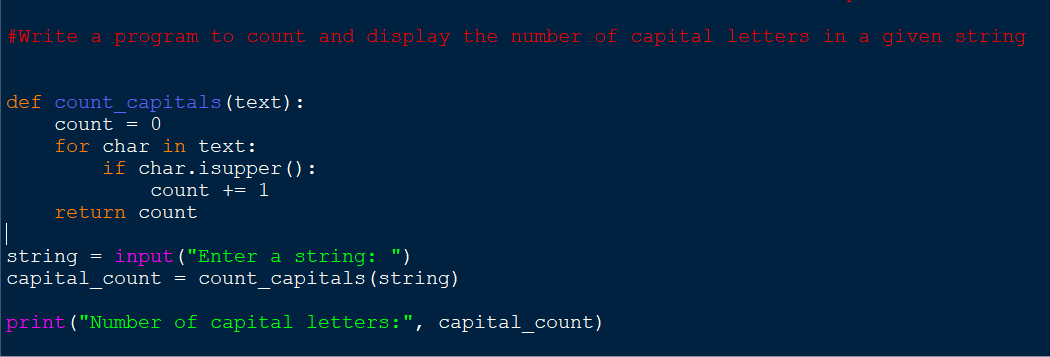 #Write a program to count and display the number of capital letters in a given string
def count_capitals(text):
    count = 0
    for char in text:
        if char.isupper():
            count += 1
    return count
string = input("Enter a string: ")
capital_count = count_capitals(string)
print("Number of capital letters:", capital_count)